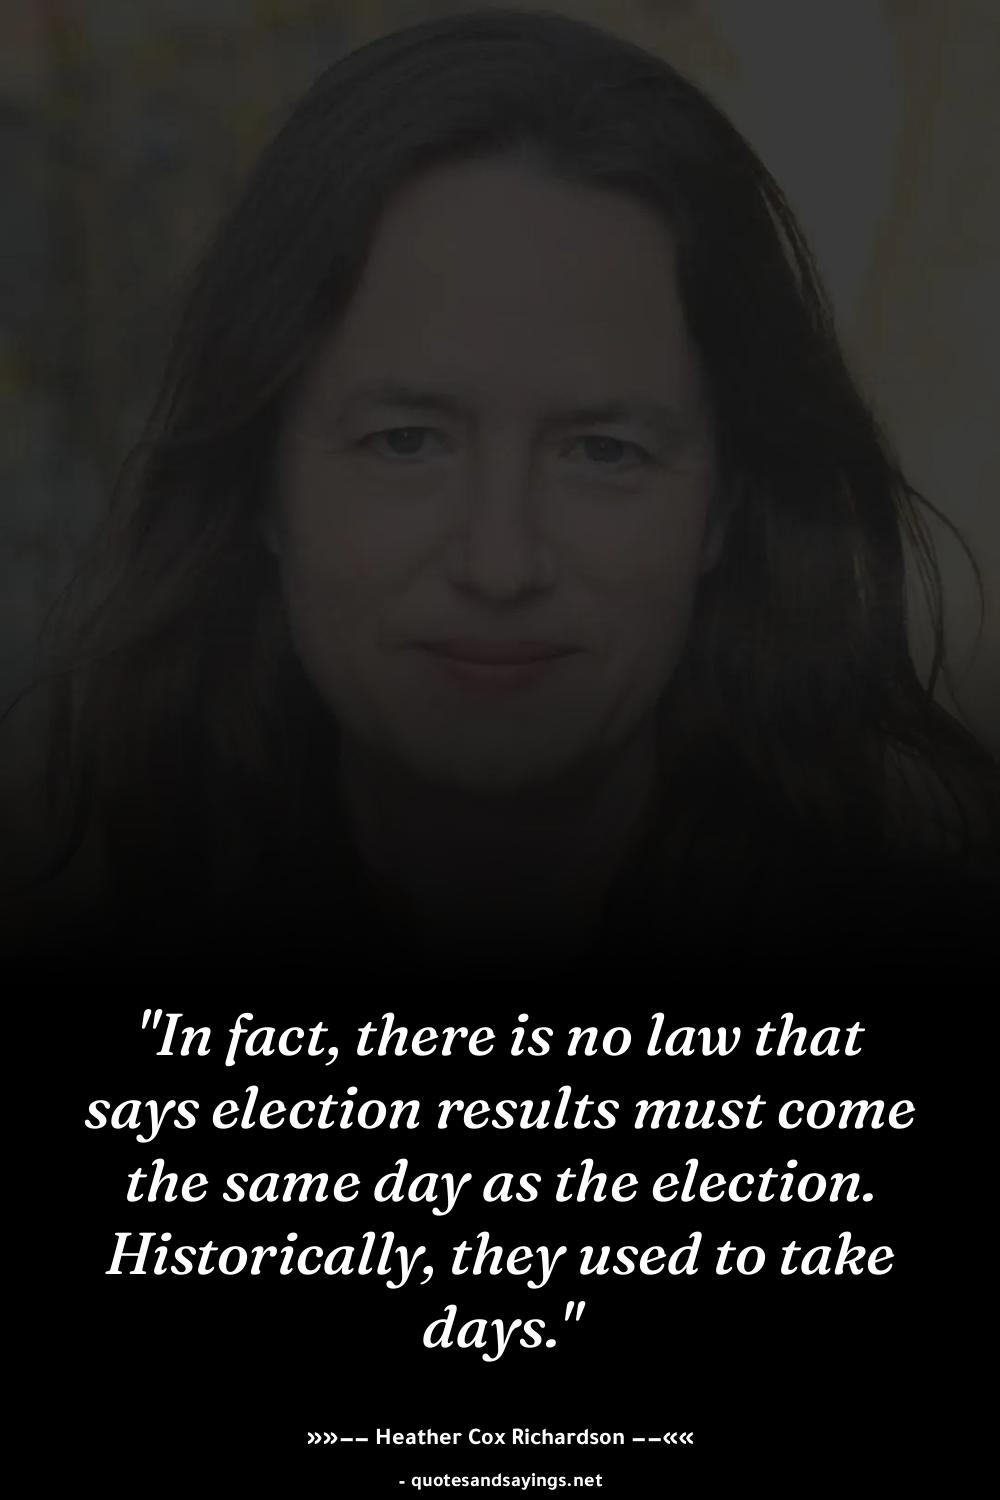 "In fact, there is no law that
says election results must come
the same day as the election.
Historically, they used to take
days."
»»–– Heather Cox Richardson ––««
- quotesandsayings.net